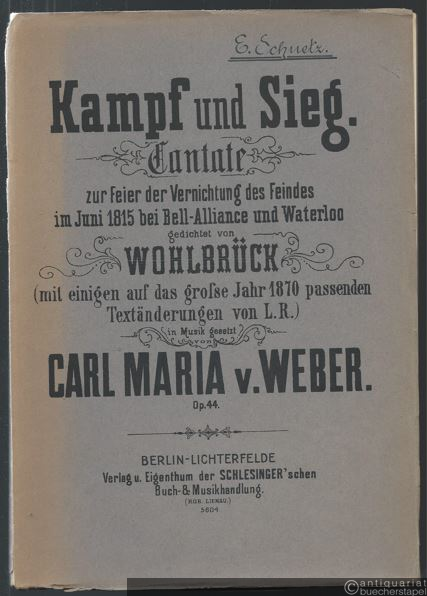 E. Schuetz.
Kampf und Sieg.
Cantate
zur Feier der Vernichtung des Feindes
im Juni 1815 bei Bell-Alliance und Waterloo
gedichtet von
WOHLBRÜCK
(mit einigen auf das grofse Jahr 1870 passenden
Textänderungen von L.R.)
in Musik gesetzt
von
CARL MARIA v. WEBER.
Op. 44.
BERLIN-LICHTERFELDE
Verlag u. Eigenthum der SCHLESINGER'schen
Buch- & Musikhandlung.
(ROB. LIENAU.)
5604
antiquariat
buecherstapel